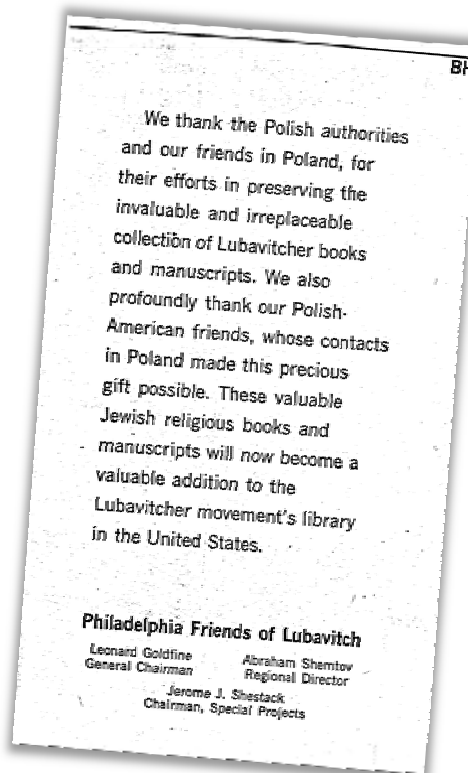 BH
We thank the Polish authorities
and our friends in Poland, for
their efforts in preserving the
invaluable and irreplaceable
collection of Lubavitcher books
and manuscripts. We also
profoundly thank our Polish-
American friends, whose contacts
in Poland made this precious
gift possible. These valuable
Jewish religious books and
manuscripts will now become a
valuable addition to the
Lubavitcher movement's library
in the United States.
Philadelphia Friends of Lubavitch
Leonard Goldfine Abraham Shemtov
General Chairman Regional Director
Jerome J. Shestack
Chairman, Special Projects